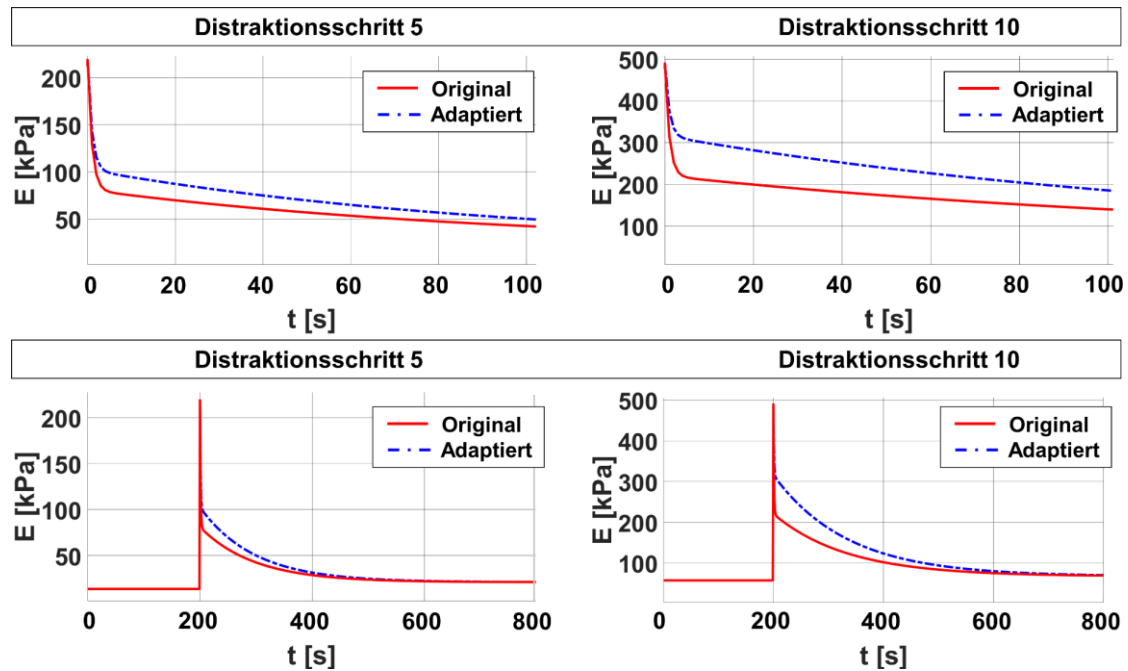 Distraktionsschritt 5 Distraktionsschritt 10
E [kPa]
200
150
100
50
Original
Adaptiert
0 20 40 60 80 100
t [s]
E [kPa]
500
400
300
200
100
Original
Adaptiert
0 20 40 60 80 100
t [s]
Distraktionsschritt 5 Distraktionsschritt 10
E [kPa]
200
150
100
50
Original
Adaptiert
0 200 400 600 800
t [s]
E [kPa]
500
400
300
200
100
Original
Adaptiert
0 200 400 600 800
t [s]